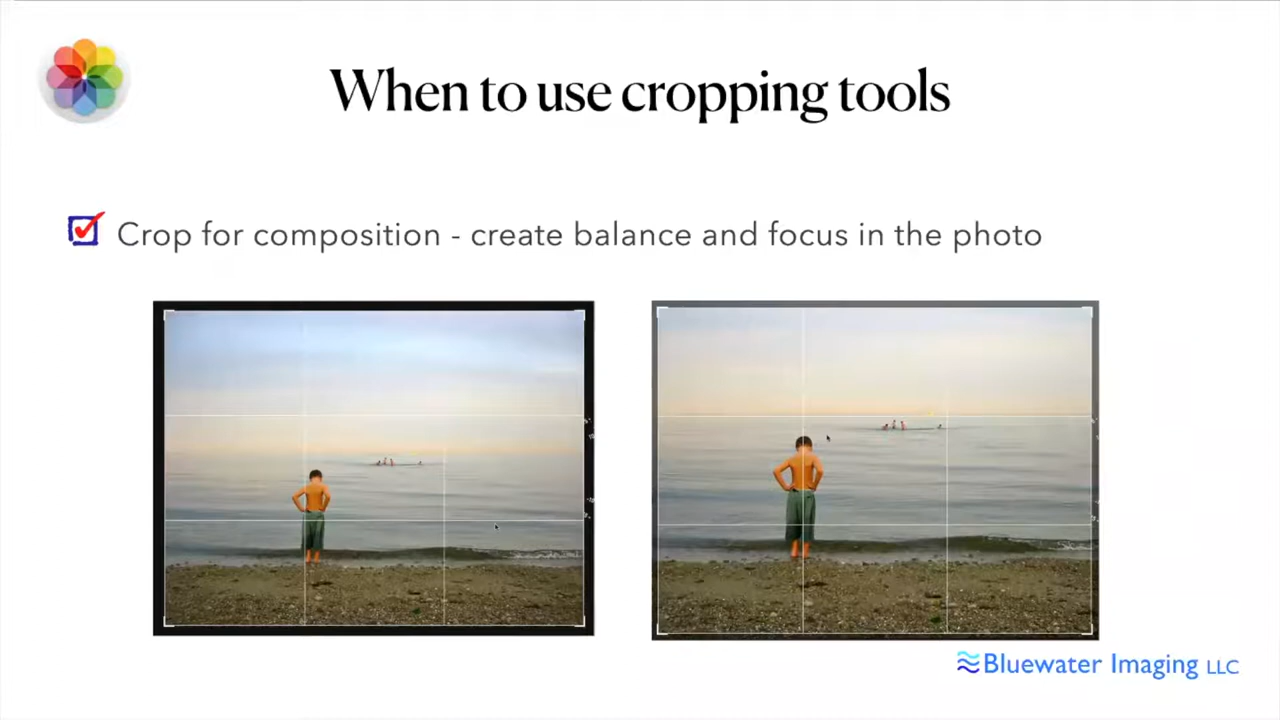 When to use cropping tools
Crop for composition - create balance and focus in the photo
Bluewater Imaging LLC